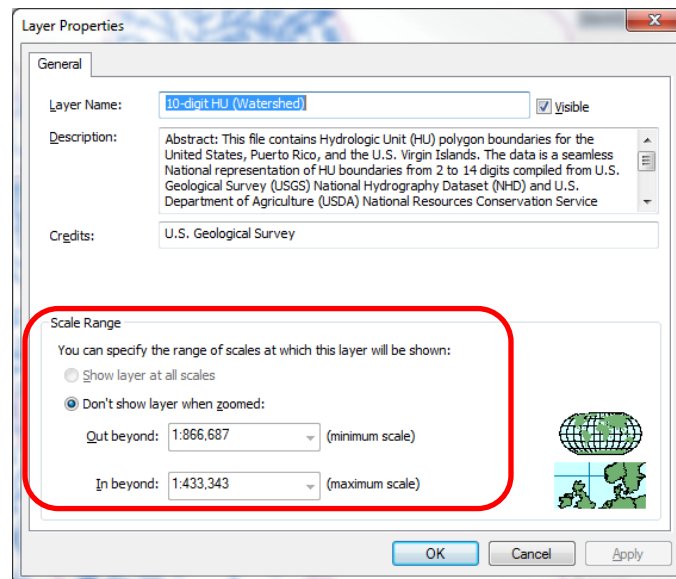 Layer Properties
General
Layer Name: 10-digit HU (Watershed) Visible
Description: Abstract: This file contains Hydrologic Unit (HU) polygon boundaries for the
United States, Puerto Rico, and the U.S. Virgin Islands. The data is a seamless
National representation of HU boundaries from 2 to 14 digits compiled from U.S.
Geological Survey (USGS) National Hydrography Dataset (NHD) and U.S.
Department of Agriculture (USDA) National Resources Conservation Service
Credits: U.S. Geological Survey
Scale Range
You can specify the range of scales at which this layer will be shown:
Show layer at all scales
Don't show layer when zoomed:
Out beyond: 1:866,687 (minimum scale)
In beyond: 1:433,343 (maximum scale)
OK Cancel Apply